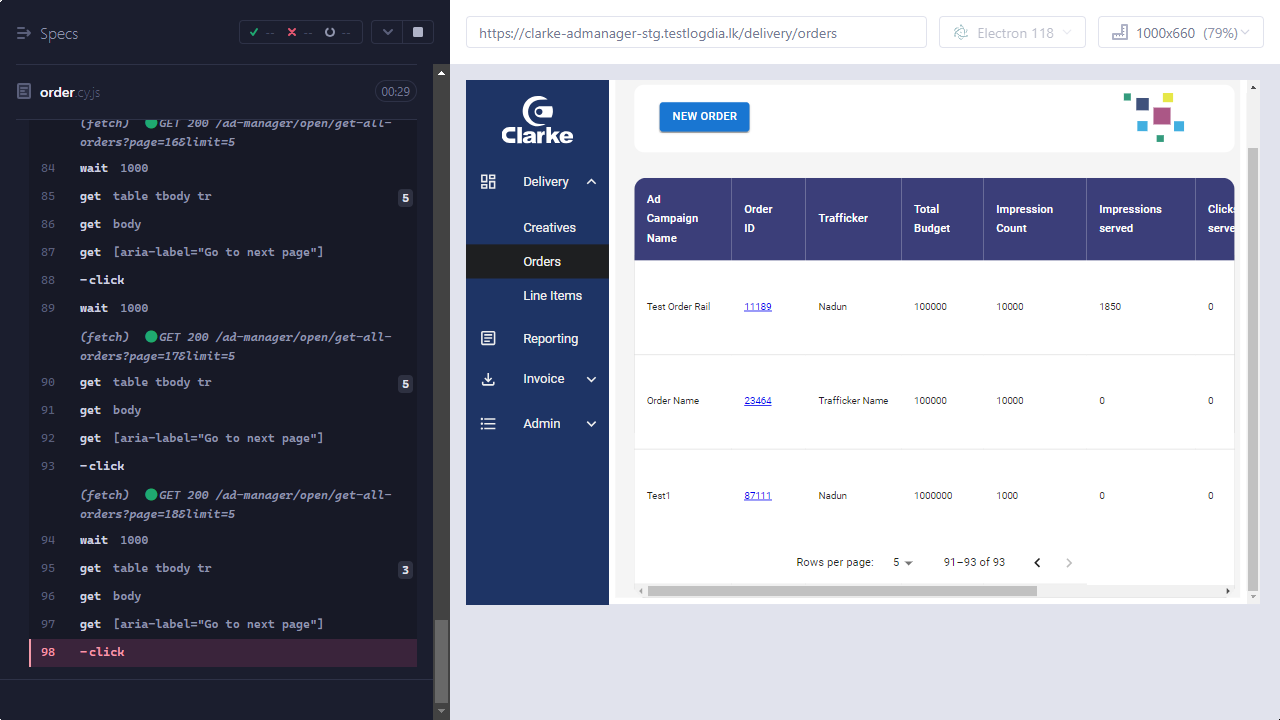 Specs
-- -- --
order.cy.js
00:29
(fetch) GET 200 /ad-manager/open/get-all-
orders?page=16&limit=5
84 wait 1000
85 get table tbody tr 5
86 get body
87 get [aria-label="Go to next page"]
88 -click
89 wait 1000
(fetch) GET 200 /ad-manager/open/get-all-
orders?page=17&limit=5
90 get table tbody tr 5
91 get body
92 get [aria-label="Go to next page"]
93 -click
(fetch) GET 200 /ad-manager/open/get-all-
orders?page=18&limit=5
94 wait 1000
95 get table tbody tr 3
96 get body
97 get [aria-label="Go to next page"]
98 -click
https://clarke-admanager-stg.testlogdia.lk/delivery/orders
Electron 118
1000x660 (79%)
Clarke
Delivery
Creatives
Orders
Line Items
Reporting
Invoice
Admin
NEW ORDER
Ad Campaign Name Order ID Trafficker Total Budget Impression Count Impressions served Clicks serve
Test Order Rail 11189 Nadun 100000 10000 1850 0
Order Name 23464 Trafficker Name 100000 10000 0 0
Test1 87111 Nadun 1000000 1000 0 0
Rows per page: 5 91–93 of 93